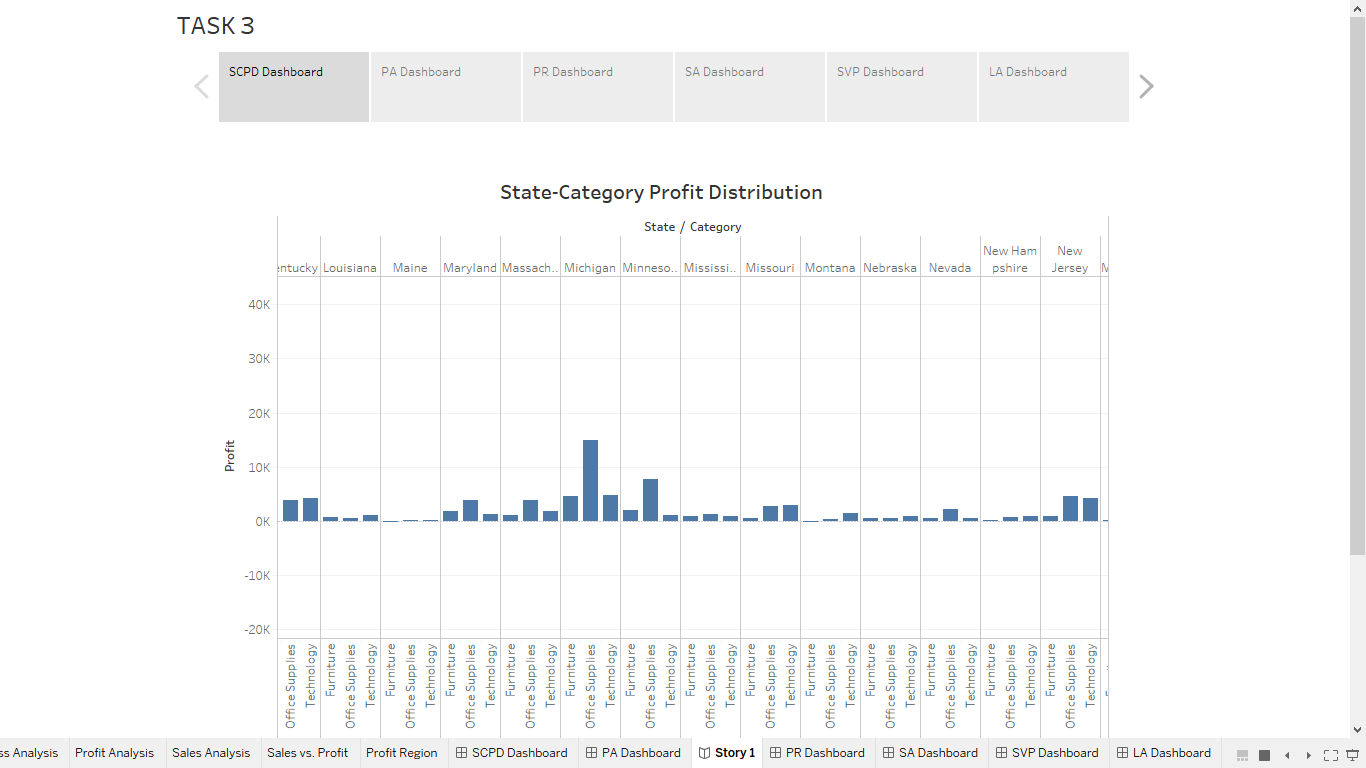 TASK 3
SCPD Dashboard
PA Dashboard
PR Dashboard
SA Dashboard
SVP Dashboard
LA Dashboard
State-Category Profit Distribution
State / Category
entucky
Louisiana
Maine
Maryland
Massach..
Michigan
Minneso..
Mississi..
Missouri
Montana
Nebraska
Nevada
New Ham
pshire
New
Jersey
Profit
40K
30K
20K
10K
0K
-10K
-20K
Office Supplies
Technology
Furniture
Office Supplies
Technology
Furniture
Office Supplies
Technology
Furniture
Office Supplies
Technology
Furniture
Office Supplies
Technology
Furniture
Office Supplies
Technology
Furniture
Office Supplies
Technology
Furniture
Office Supplies
Technology
Furniture
Office Supplies
Technology
Furniture
Office Supplies
Technology
Furniture
Office Supplies
Technology
Furniture
Office Supplies
Technology
Furniture
Office Supplies
Technology
Furniture
Office Supplies
Technology
ss Analysis
Profit Analysis
Sales Analysis
Sales vs. Profit
Profit Region
SCPD Dashboard
PA Dashboard
Story 1
PR Dashboard
SA Dashboard
SVP Dashboard
LA Dashboard